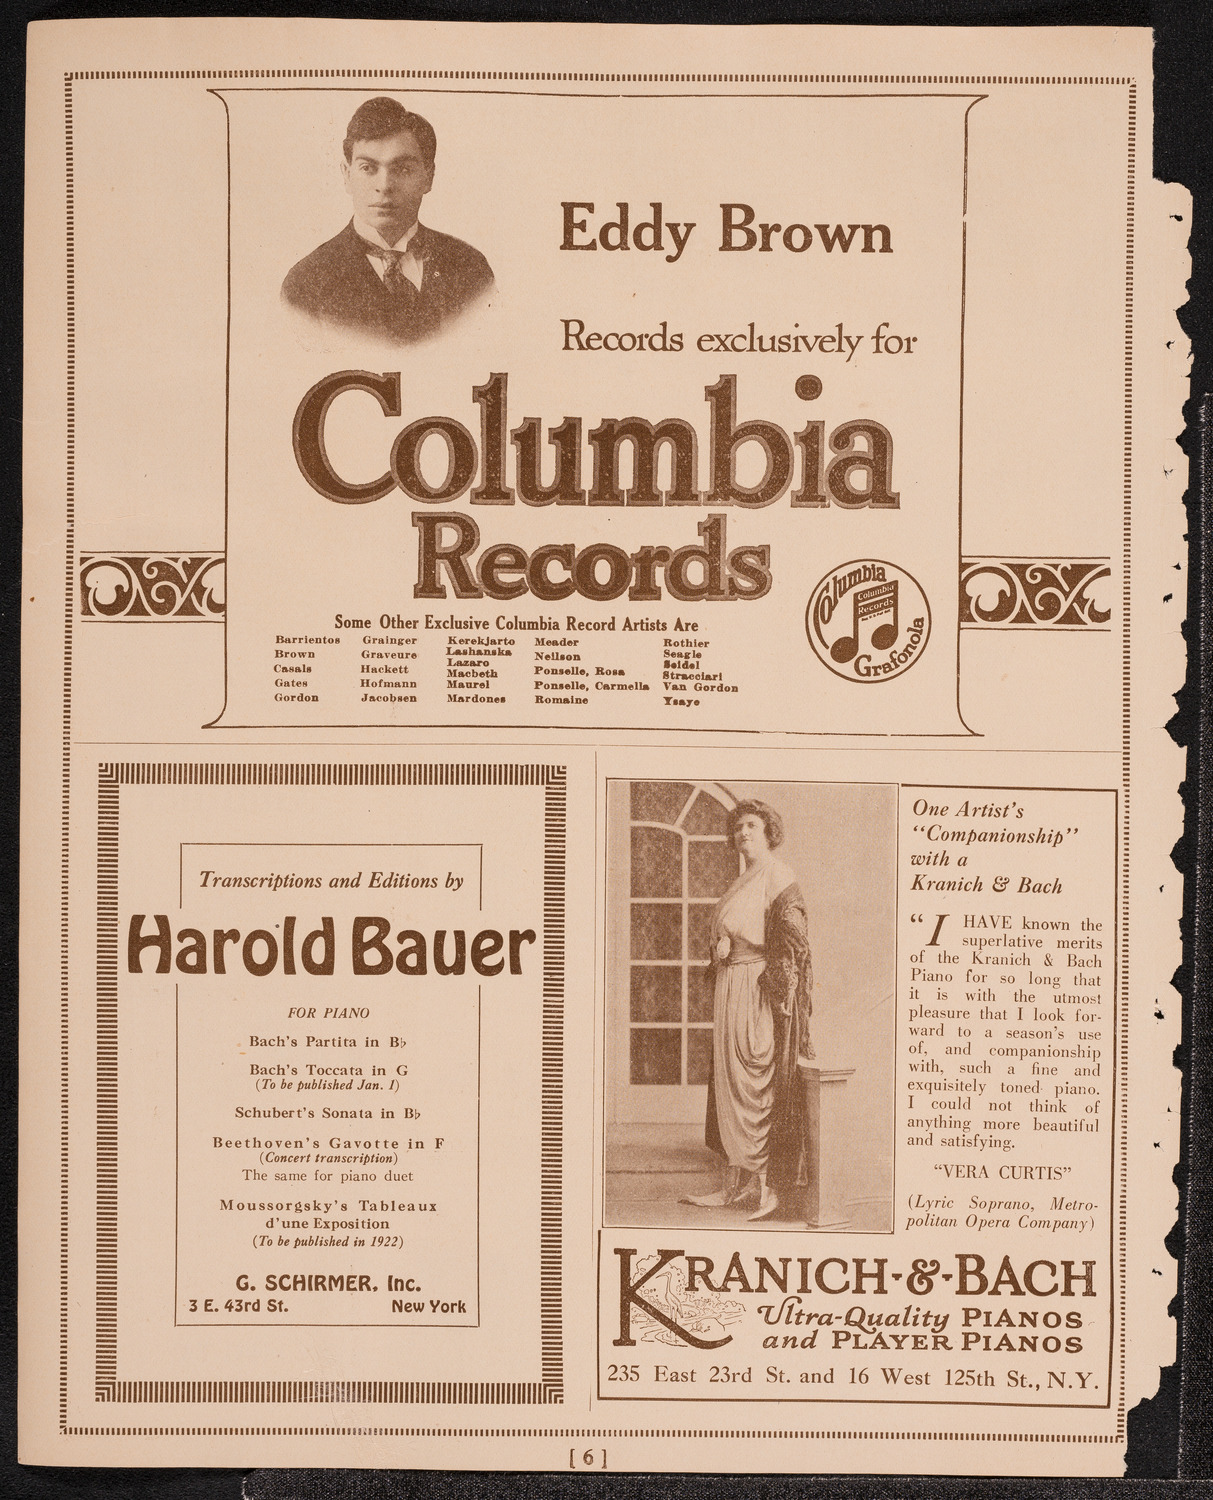 Eddy Brown
Records exclusively for
Columbia
Records
Some Other Exclusive Columbia Record Artists Are
Barrientos
Brown
Casals
Gates
Gordon
Grainger
Graveure
Hackett
Hofmann
Jacobsen
Kerekjarto
Lashanska
Lazaro
Macbeth
Maurel
Mardones
Meader
Neilson
Ponselle, Rosa
Ponselle, Carmella
Romaine
Rothier
Seagle
Seidel
Stracciari
Van Gordon
Ysaye
Columbia
Columbia
Records
Grafonola
Transcriptions and Editions by
Harold Bauer
FOR PIANO
Bach's Partita in B♭
Bach's Toccata in G
(To be published Jan. 1)
Schubert's Sonata in B♭
Beethoven's Gavotte in F
(Concert transcription)
The same for piano duet
Moussorgsky's Tableaux
d'une Exposition
(To be published in 1922)
G. SCHIRMER, Inc.
3 E. 43rd St. New York
One Artist's
"Companionship"
with a
Kranich & Bach
"I HAVE known the
superlative merits
of the Kranich & Bach
Piano for so long that
it is with the utmost
pleasure that I look for-
ward to a season's use
of, and companionship
with, such a fine and
exquisitely toned piano.
I could not think of
anything more beautiful
and satisfying.
"VERA CURTIS"
(Lyric Soprano, Metro-
politan Opera Company)
KRANICH-&-BACH
Ultra-Quality PIANOS
and PLAYER PIANOS
235 East 23rd St. and 16 West 125th St., N.Y.
[ 6 ]